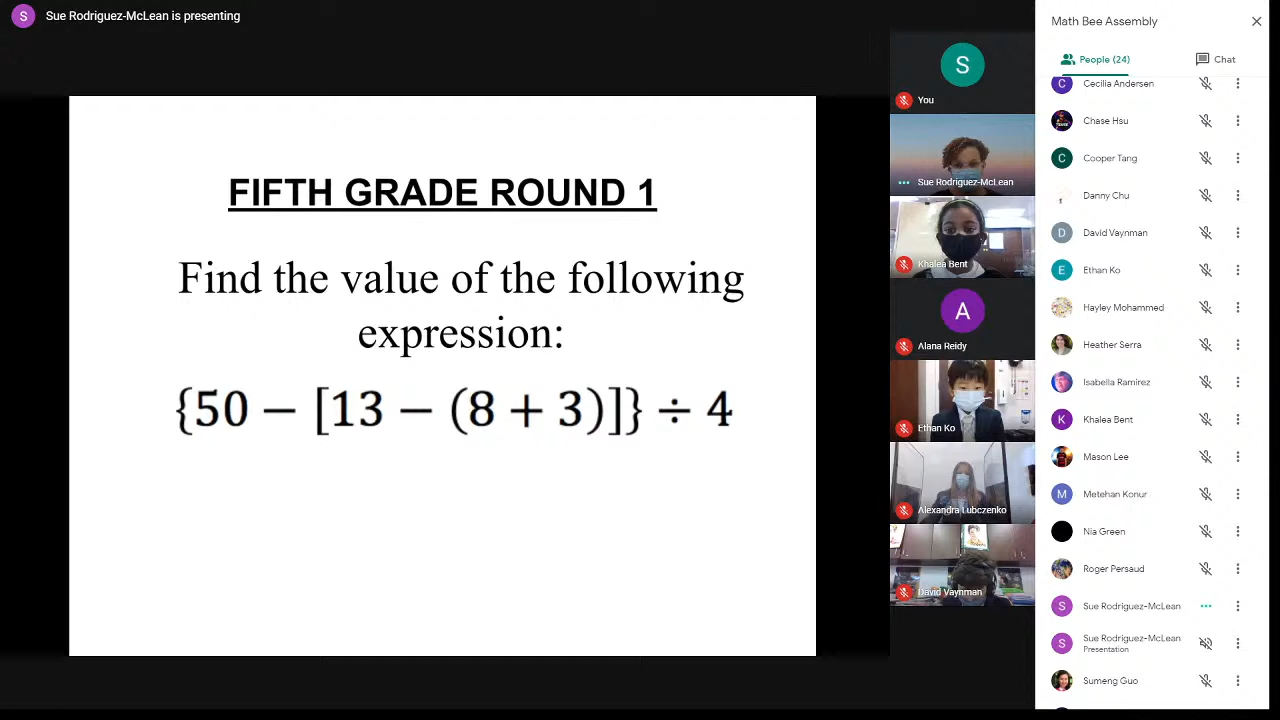 S
Sue Rodriguez-McLean is presenting
FIFTH GRADE ROUND 1
Find the value of the following
expression:
{50 − [13 − (8 + 3)]} ÷ 4
S
You
Sue Rodriguez-McLean
Khalea Bent
A
Alana Reidy
Ethan Ko
Alexandra Lubczenko
David Vaynman
Math Bee Assembly
People (24)
Chat
C
Cecilia Andersen
Chase Hsu
C
Cooper Tang
Danny Chu
D
David Vaynman
E
Ethan Ko
Hayley Mohammed
Heather Serra
Isabella Ramirez
K
Khalea Bent
Mason Lee
M
Metehan Konur
Nia Green
Roger Persaud
S
Sue Rodriguez-McLean
S
Sue Rodriguez-McLean
Presentation
Sumeng Guo